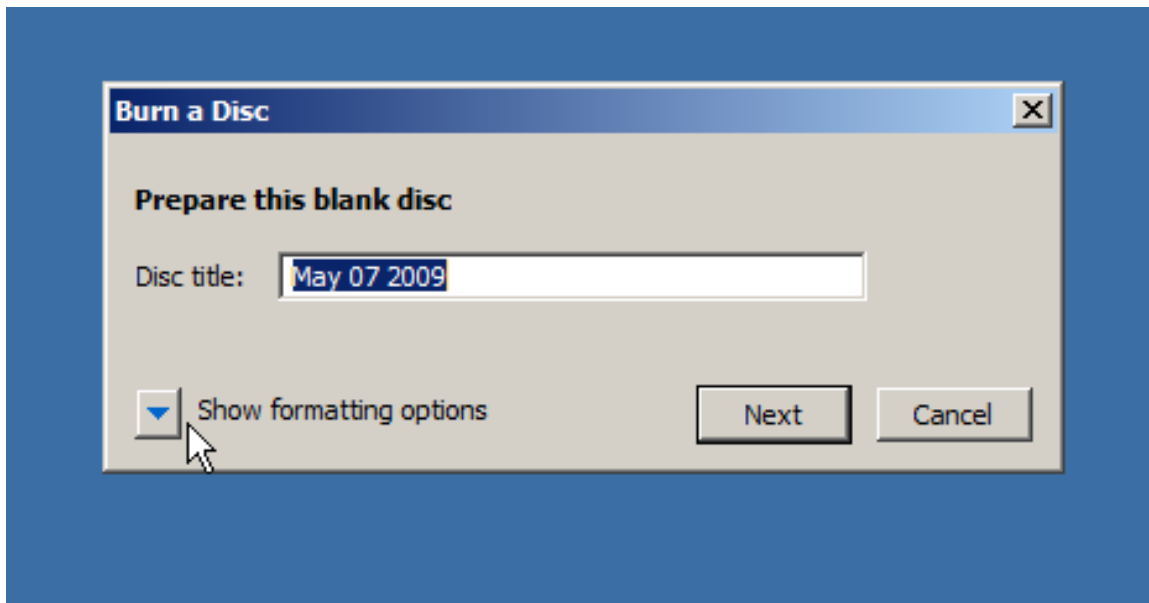 Burn a Disc
Prepare this blank disc
Disc title: May 07 2009
Show formatting options Next Cancel